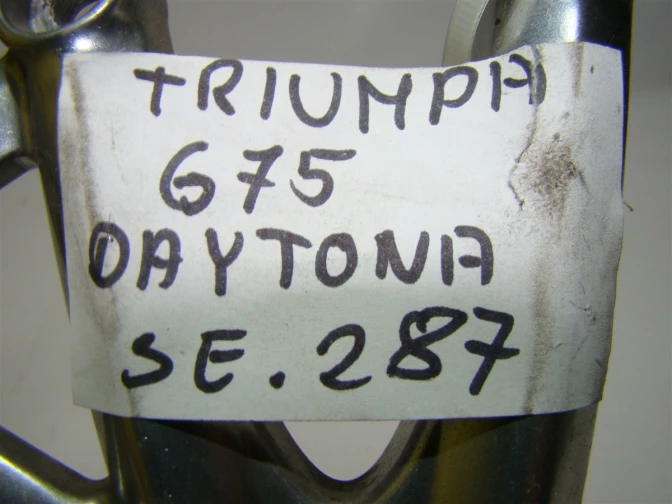 TRIUMPH
675
DAYTONA
SE. 287